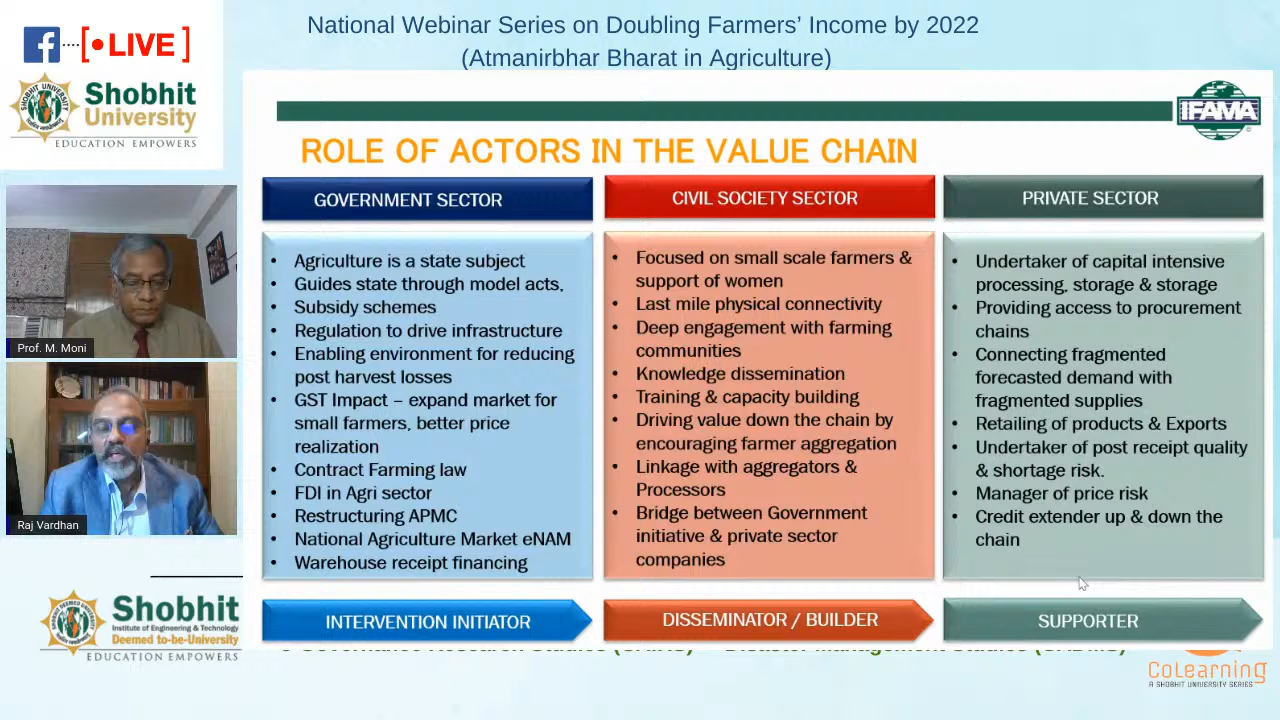 National Webinar Series on Doubling Farmers’ Income by 2022
(Atmanirbhar Bharat in Agriculture)
[•LIVE]
SHOBHIT UNIVERSITY
Shobhit
University
EDUCATION EMPOWERS
IFAMA
ROLE OF ACTORS IN THE VALUE CHAIN
GOVERNMENT SECTOR
• Agriculture is a state subject
• Guides state through model acts,
• Subsidy schemes
• Regulation to drive infrastructure
• Enabling environment for reducing
post harvest losses
• GST Impact – expand market for
small farmers, better price
realization
• Contract Farming law
• FDI in Agri sector
• Restructuring APMC
• National Agriculture Market eNAM
• Warehouse receipt financing
INTERVENTION INITIATOR
CIVIL SOCIETY SECTOR
• Focused on small scale farmers &
support of women
• Last mile physical connectivity
• Deep engagement with farming
communities
• Knowledge dissemination
• Training & capacity building
• Driving value down the chain by
encouraging farmer aggregation
• Linkage with aggregators &
Processors
• Bridge between Government
initiative & private sector
companies
DISSEMINATOR / BUILDER
PRIVATE SECTOR
• Undertaker of capital intensive
processing, storage & storage
• Providing access to procurement
chains
• Connecting fragmented
forecasted demand with
fragmented supplies
• Retailing of products & Exports
• Undertaker of post receipt quality
& shortage risk.
• Manager of price risk
• Credit extender up & down the
chain
SUPPORTER
Prof. M. Moni
Raj Vardhan
Shobhit
Institute of Engineering & Technology
Deemed to-be-University
EDUCATION EMPOWERS
CoLearning
A SHOBHIT UNIVERSITY SERIES